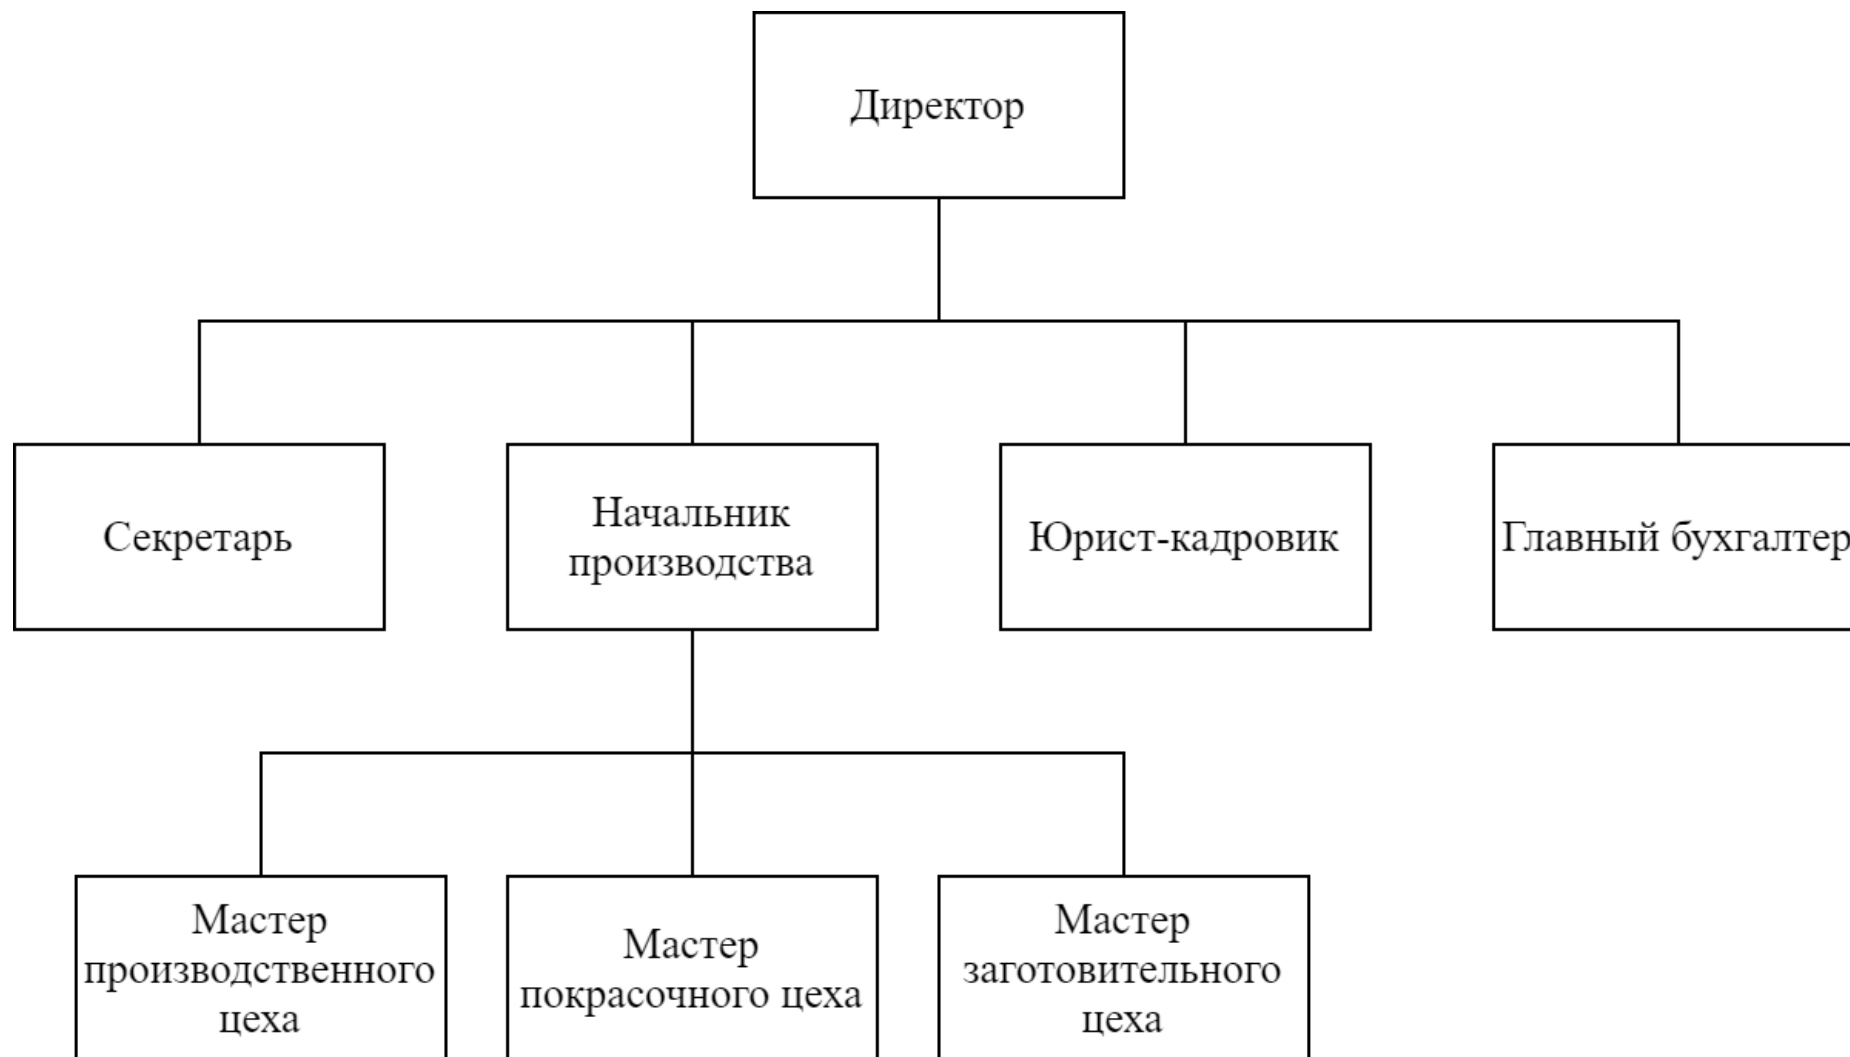 Директор
Секретарь
Начальник
производства
Юрист-кадровик
Главный бухгалтер
Мастер
производственного
цеха
Мастер
покрасочного цеха
Мастер
заготовительного
цеха